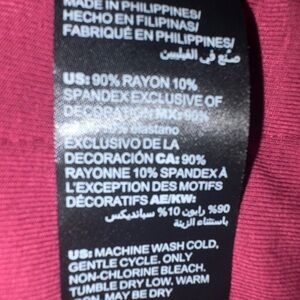 MADE IN PHILIPPINES/
HECHO EN FILIPINAS/
FABRIQUÉ EN PHILIPPINES/
صنع في الفلبين
US: 90% RAYON 10%
SPANDEX EXCLUSIVE OF
DECORATION MX: 90%
10% elastano
EXCLUSIVO DE LA
DECORACIÓN CA: 90%
RAYONNE 10% SPANDEX À
L'EXCEPTION DES MOTIFS
DÉCORATIFS AE/KW:
90% رايون 10% سبانديكس
باستثناء الزينة
US: MACHINE WASH COLD,
GENTLE CYCLE. ONLY
NON-CHLORINE BLEACH.
TUMBLE DRY LOW. WARM
MAY BE DRY